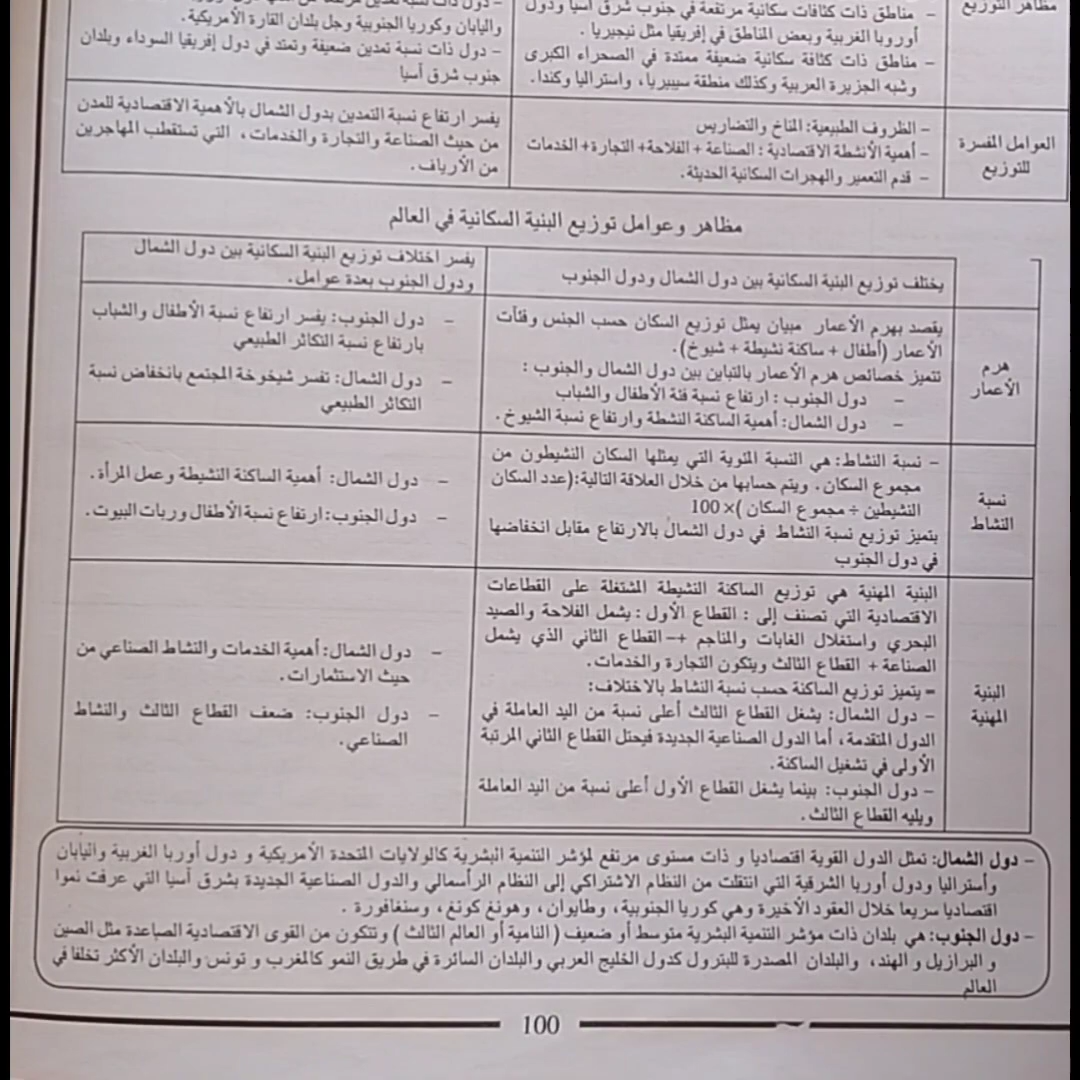 مظاهر التوزيع
- مناطق ذات كثافات سكانية مرتفعة في جنوب شرق آسيا ودول
أوروبا الغربية وبعض المناطق في إفريقيا مثل نيجيريا .
- مناطق ذات كثافة سكانية ضعيفة ممتدة في الصحراء الكبرى
وشبه الجزيرة العربية وكذلك منطقة سيبيريا، واستراليا وكندا.
واليابان وكوريا الجنوبية وجل بلدان القارة الأمريكية.
- دول ذات نسبة تمدين ضعيفة وتمتد في دول إفريقيا السوداء وبلدان
جنوب شرق أسيا
العوامل المفسرة
للتوزيع
- الظروف الطبيعية: المناخ والتضاريس
- أهمية الأنشطة الاقتصادية : الصناعة + الفلاحة+ التجارة+ الخدمات
- قدم التعمير والهجرات السكانية الحديثة.
يفسر ارتفاع نسبة التمدين بدول الشمال بالأهمية الاقتصادية للمدن
من حيث الصناعة والتجارة والخدمات، التي تستقطب المهاجرين
من الأرياف.
مظاهر وعوامل توزيع البنية السكانية في العالم
يختلف توزيع البنية السكانية بين دول الشمال ودول الجنوب
يفسر اختلاف توزيع البنية السكانية بين دول الشمال
ودول الجنوب بعدة عوامل.
هرم
الأعمار
يقصد بهرم الأعمار مبيان يمثل توزيع السكان حسب الجنس وفئات
الأعمار (أطفال + ساكنة نشيطة + شيوخ).
تتميز خصائص هرم الأعمار بالتباين بين دول الشمال والجنوب :
- دول الجنوب : ارتفاع نسبة فئة الأطفال والشباب
- دول الشمال: أهمية الساكنة النشطة وارتفاع نسبة الشيوخ.
- دول الجنوب: يفسر ارتفاع نسبة الأطفال والشباب
بارتفاع نسبة التكاثر الطبيعي
- دول الشمال: تفسر شيخوخة المجتمع بانخفاض نسبة
التكاثر الطبيعي
نسبة
النشاط
- نسبة النشاط: هي النسبة المئوية التي يمثلها السكان النشيطون من
مجموع السكان. ويتم حسابها من خلال العلاقة التالية:(عدد السكان
النشيطين ÷ مجموع السكان )× 100
يتميز توزيع نسبة النشاط في دول الشمال بالارتفاع مقابل انخفاضها
في دول الجنوب
- دول الشمال: أهمية الساكنة النشيطة وعمل المرأة.
- دول الجنوب: ارتفاع نسبة الأطفال وربات البيوت.
البنية
المهنية
البنية المهنية هي توزيع الساكنة النشيطة المشتغلة على القطاعات
الاقتصادية التي تصنف إلى : القطاع الأول : يشمل الفلاحة والصيد
البحري واستغلال الغابات والمناجم +- القطاع الثاني الذي يشمل
الصناعة + القطاع الثالث ويتكون التجارة والخدمات.
= يتميز توزيع الساكنة حسب نسبة النشاط بالاختلاف:
- دول الشمال: يشغل القطاع الثالث أعلى نسبة من اليد العاملة في
الدول المتقدمة، أما الدول الصناعية الجديدة فيحتل القطاع الثاني المرتبة
الأولى في تشغيل الساكنة.
- دول الجنوب: بينما يشغل القطاع الأول أعلى نسبة من اليد العاملة
ويليه القطاع الثالث.
- دول الشمال: أهمية الخدمات والنشاط الصناعي من
حيث الاستثمارات.
- دول الجنوب: ضعف القطاع الثالث والنشاط
الصناعي.
- دول الشمال: تمثل الدول القوية اقتصاديا و ذات مستوى مرتفع لمؤشر التنمية البشرية كالولايات المتحدة الأمريكية و دول أوربا الغربية واليابان
وأستراليا ودول أوربا الشرقية التي انتقلت من النظام الاشتراكي إلى النظام الرأسمالي والدول الصناعية الجديدة بشرق أسيا التي عرفت نموا
اقتصاديا سريعا خلال العقود الأخيرة وهي كوريا الجنوبية، وطايوان، وهونغ كونغ، وسنغافورة .
- دول الجنوب: هي بلدان ذات مؤشر التنمية البشرية متوسط أو ضعيف ( النامية أو العالم الثالث ) وتتكون من القوى الاقتصادية الصاعدة مثل الصين
و البرازيل و الهند، والبلدان المصدرة للبترول كدول الخليج العربي والبلدان السائرة في طريق النمو كالمغرب و تونس والبلدان الأكثر تخلفا في
العالم
100